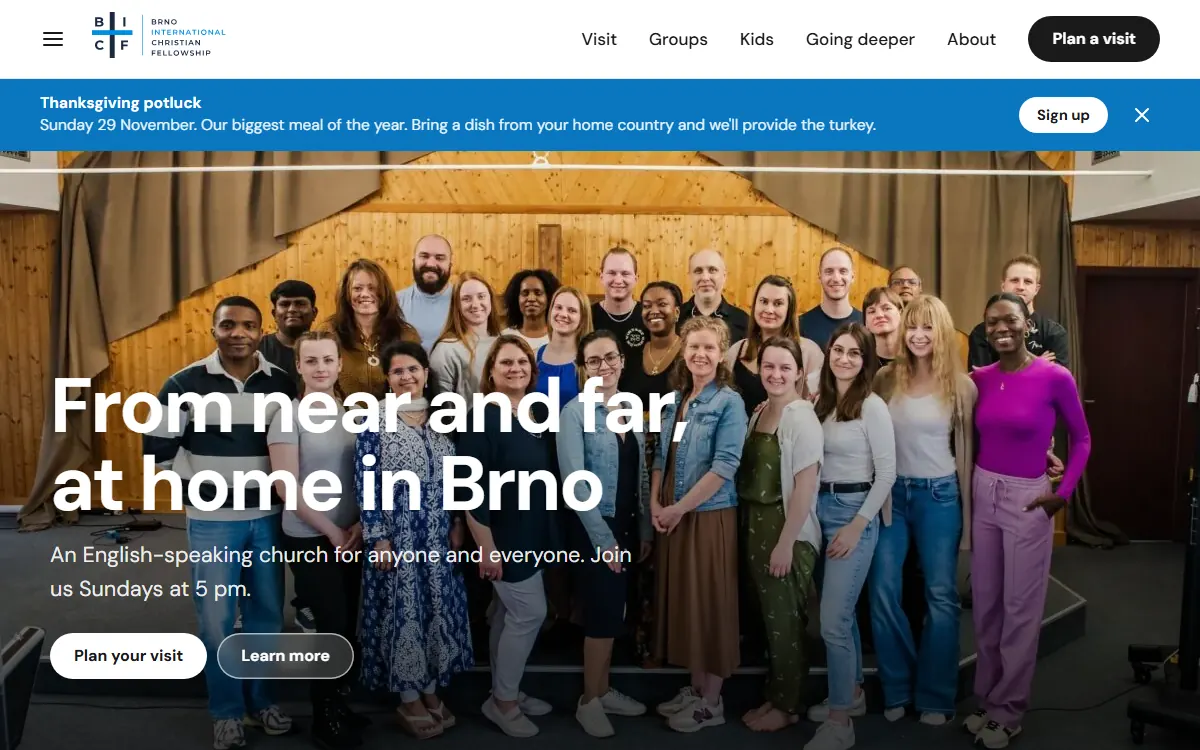 B I
C F
BRNO
INTERNATIONAL
CHRISTIAN
FELLOWSHIP
Visit
Groups
Kids
Going deeper
About
Plan a visit
Thanksgiving potluck
Sunday 29 November. Our biggest meal of the year. Bring a dish from your home country and we'll provide the turkey.
Sign up
From near and far,
at home in Brno
An English-speaking church for anyone and everyone. Join
us Sundays at 5 pm.
Plan your visit
Learn more